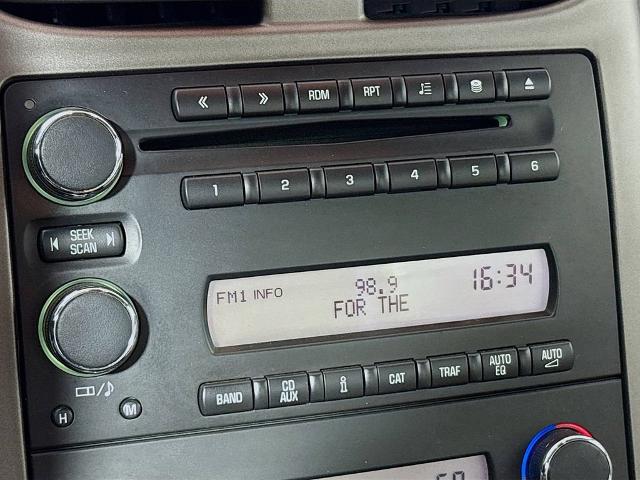 « » RDM RPT
1 2 3 4 5 6
SEEK
SCAN
FM1 INFO 98.9 16:34
FOR THE
BAND CD AUX i CAT TRAF AUTO EQ AUTO
H M